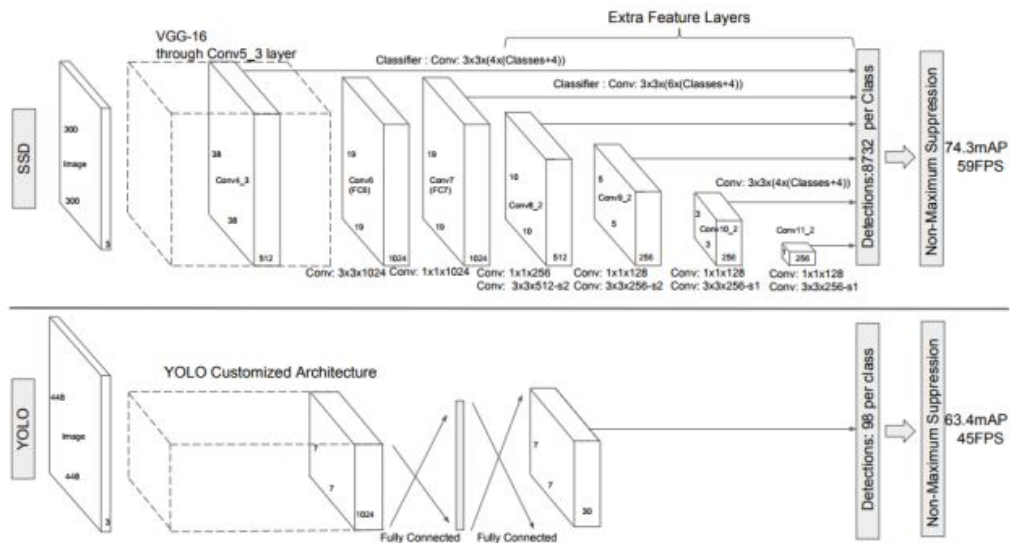 Extra Feature Layers
VGG-16
through Conv5_3 layer
Classifier : Conv: 3x3x(4x(Classes+4))
Classifier : Conv: 3x3x(6x(Classes+4))
SSD
300
Image
300
3
38
Conv4_3
38
512
19
Conv6
(FC6)
19
1024
19
Conv7
(FC7)
19
1024
10
Conv8_2
10
512
5
Conv9_2
5
256
Conv: 3x3x(4x(Classes+4))
3
Conv10_2
3
256
Conv11_2
1
256
Detections:8732 per Class
Non-Maximum Suppression
74.3mAP
59FPS
Conv: 3x3x1024
Conv: 1x1x1024
Conv: 1x1x256
Conv: 3x3x512-s2
Conv: 1x1x128
Conv: 3x3x256-s2
Conv: 1x1x128
Conv: 3x3x256-s1
Conv: 1x1x128
Conv: 3x3x256-s1
YOLO
448
Image
448
3
YOLO Customized Architecture
7
7
1024
Fully Connected
Fully Connected
7
7
30
Detections: 98 per class
Non-Maximum Suppression
63.4mAP
45FPS